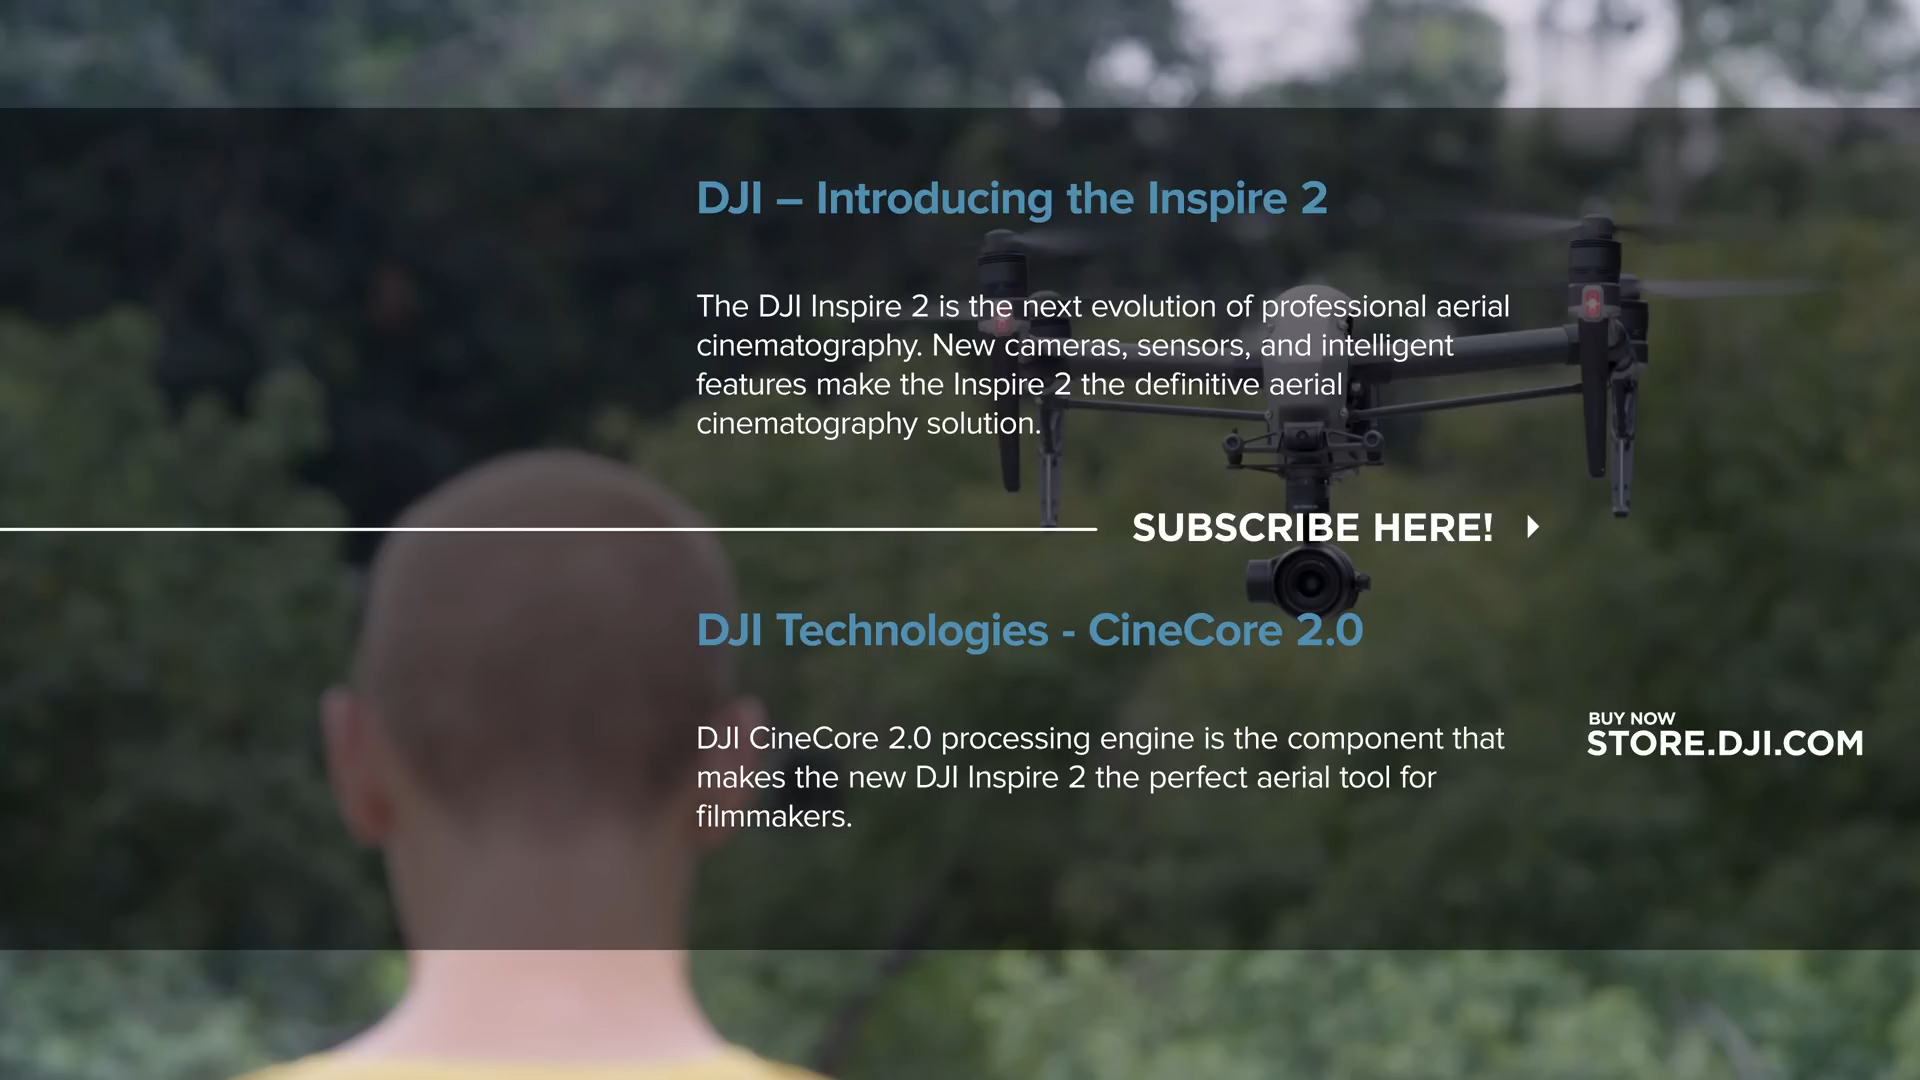 DJI – Introducing the Inspire 2
The DJI Inspire 2 is the next evolution of professional aerial
cinematography. New cameras, sensors, and intelligent
features make the Inspire 2 the definitive aerial
cinematography solution.
SUBSCRIBE HERE!
DJI Technologies - CineCore 2.0
DJI CineCore 2.0 processing engine is the component that
makes the new DJI Inspire 2 the perfect aerial tool for
filmmakers.
BUY NOW
STORE.DJI.COM